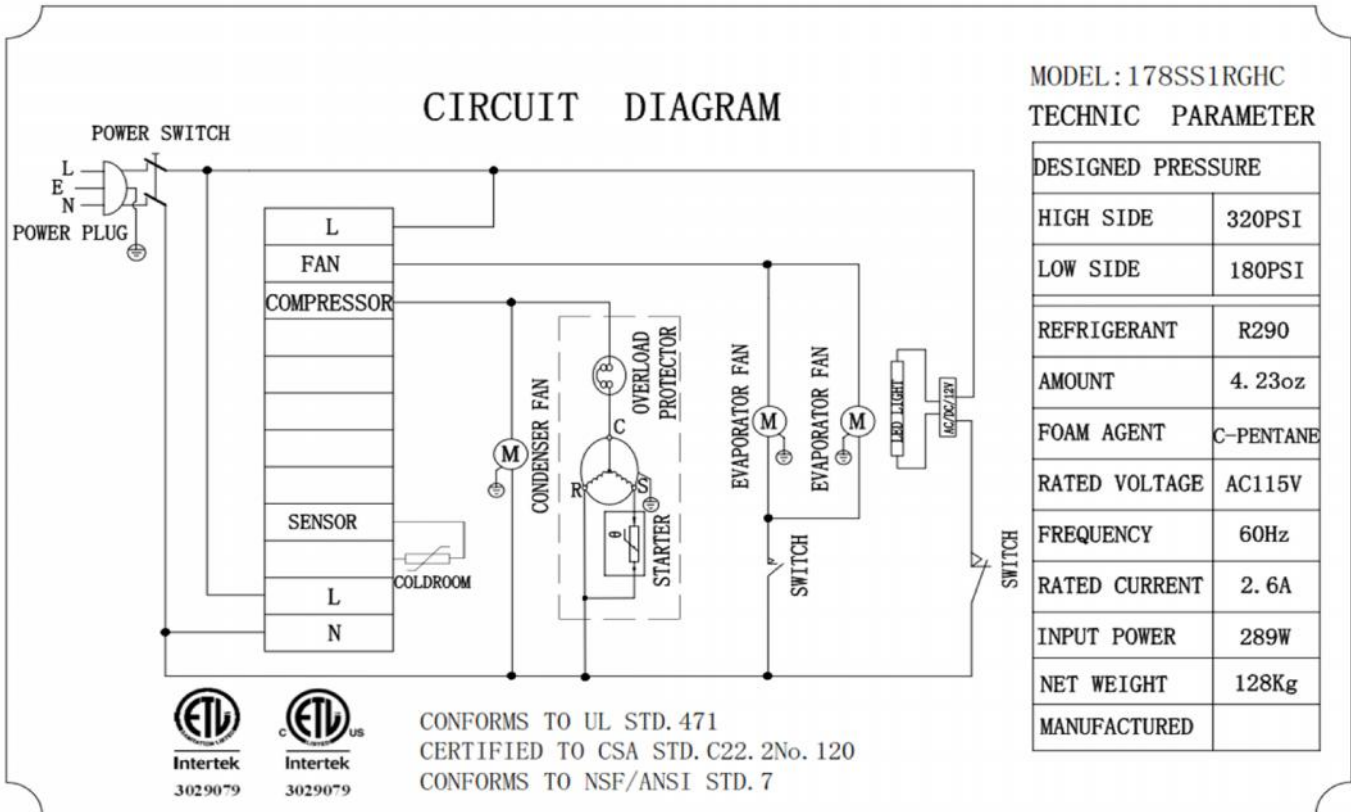 CIRCUIT DIAGRAM
POWER SWITCH
L
E
N
POWER PLUG
L
FAN
COMPRESSOR
SENSOR
COLDROOM
L
N
M
CONDENSER FAN
OVERLOAD
PROTECTOR
C
R
S
θ
STARTER
M
EVAPORATOR FAN
M
EVAPORATOR FAN
SWITCH
LED LIGHT
AC/DC/12V
SWITCH
MODEL:178SS1RGHC
TECHNIC PARAMETER
DESIGNED PRESSURE
HIGH SIDE 320PSI
LOW SIDE 180PSI
REFRIGERANT R290
AMOUNT 4.23oz
FOAM AGENT C-PENTANE
RATED VOLTAGE AC115V
FREQUENCY 60Hz
RATED CURRENT 2.6A
INPUT POWER 289W
NET WEIGHT 128Kg
MANUFACTURED
ETL
Intertek
3029079
C ETL US
LISTED
Intertek
3029079
CONFORMS TO UL STD.471
CERTIFIED TO CSA STD.C22.2No.120
CONFORMS TO NSF/ANSI STD.7